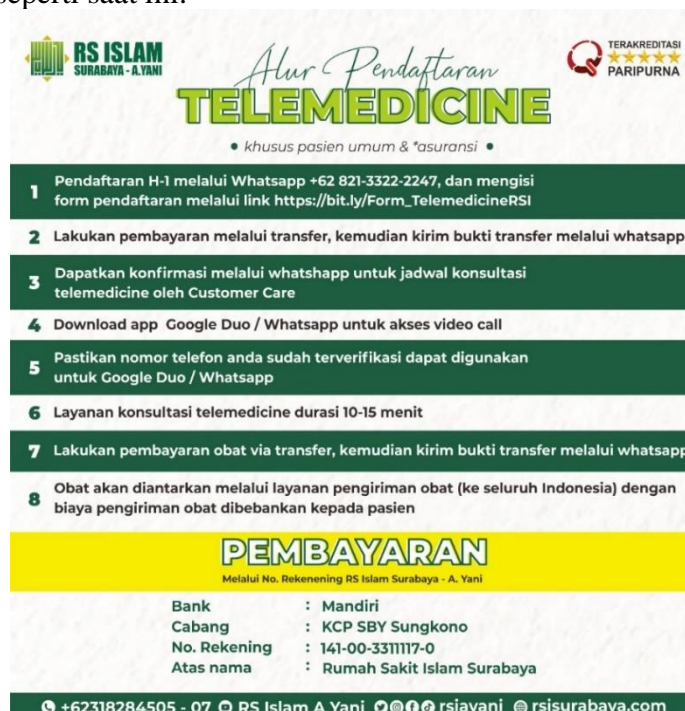 seperti saat ini.
RS ISLAM
SURABAYA - A.YANI
Alur Pendaftaran
TELEMEDICINE
TERAKREDITASI
PARIPURNA
• khusus pasien umum & *asuransi •
1 Pendaftaran H-1 melalui Whatsapp +62 821-3322-2247, dan mengisi
form pendaftaran melalui link https://bit.ly/Form_TelemedicineRSI
2 Lakukan pembayaran melalui transfer, kemudian kirim bukti transfer melalui whatsapp
3 Dapatkan konfirmasi melalui whatshapp untuk jadwal konsultasi
telemedicine oleh Customer Care
4 Download app Google Duo / Whatsapp untuk akses video call
5 Pastikan nomor telefon anda sudah terverifikasi dapat digunakan
untuk Google Duo / Whatsapp
6 Layanan konsultasi telemedicine durasi 10-15 menit
7 Lakukan pembayaran obat via transfer, kemudian kirim bukti transfer melalui whatsapp
8 Obat akan diantarkan melalui layanan pengiriman obat (ke seluruh Indonesia) dengan
biaya pengiriman obat dibebankan kepada pasien
PEMBAYARAN
Melalui No. Rekenening RS Islam Surabaya - A. Yani
Bank : Mandiri
Cabang : KCP SBY Sungkono
No. Rekening : 141-00-3311117-0
Atas nama : Rumah Sakit Islam Surabaya
+62318284505 - 07 RS Islam A Yani rsiayani rsisurabaya.com